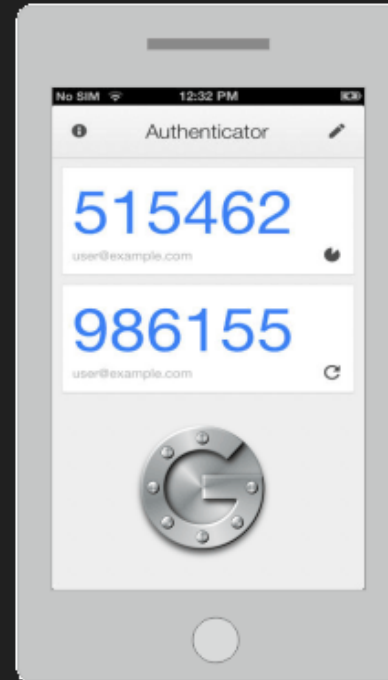 No SIM 12:32 PM
Authenticator
515462
user@example.com
986155
user@example.com